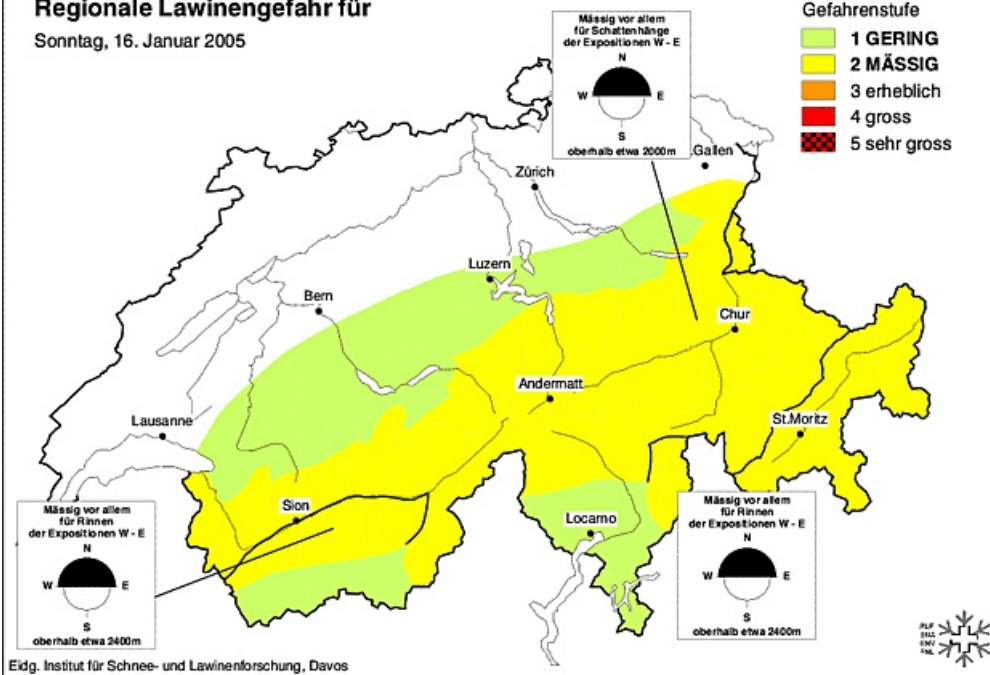 Regionale Lawinengefahr für
Sonntag, 16. Januar 2005
Mässig vor allem
für Schattenhänge
der Expositionen W - E
N
W
E
S
oberhalb etwa 2000m
Gefahrenstufe
1 GERING
2 MÄSSIG
3 erheblich
4 gross
5 sehr gross
.Gallen
Zürich
Luzern
Bern
Chur
Andermatt
Lausanne
St.Moritz
Sion
Locarno
Mässig vor allem
für Rinnen
der Expositionen W - E
N
W
E
S
oberhalb etwa 2400m
Mässig vor allem
für Rinnen
der Expositionen W - E
N
W
E
S
oberhalb etwa 2400m
Eidg. Institut für Schnee- und Lawinenforschung, Davos